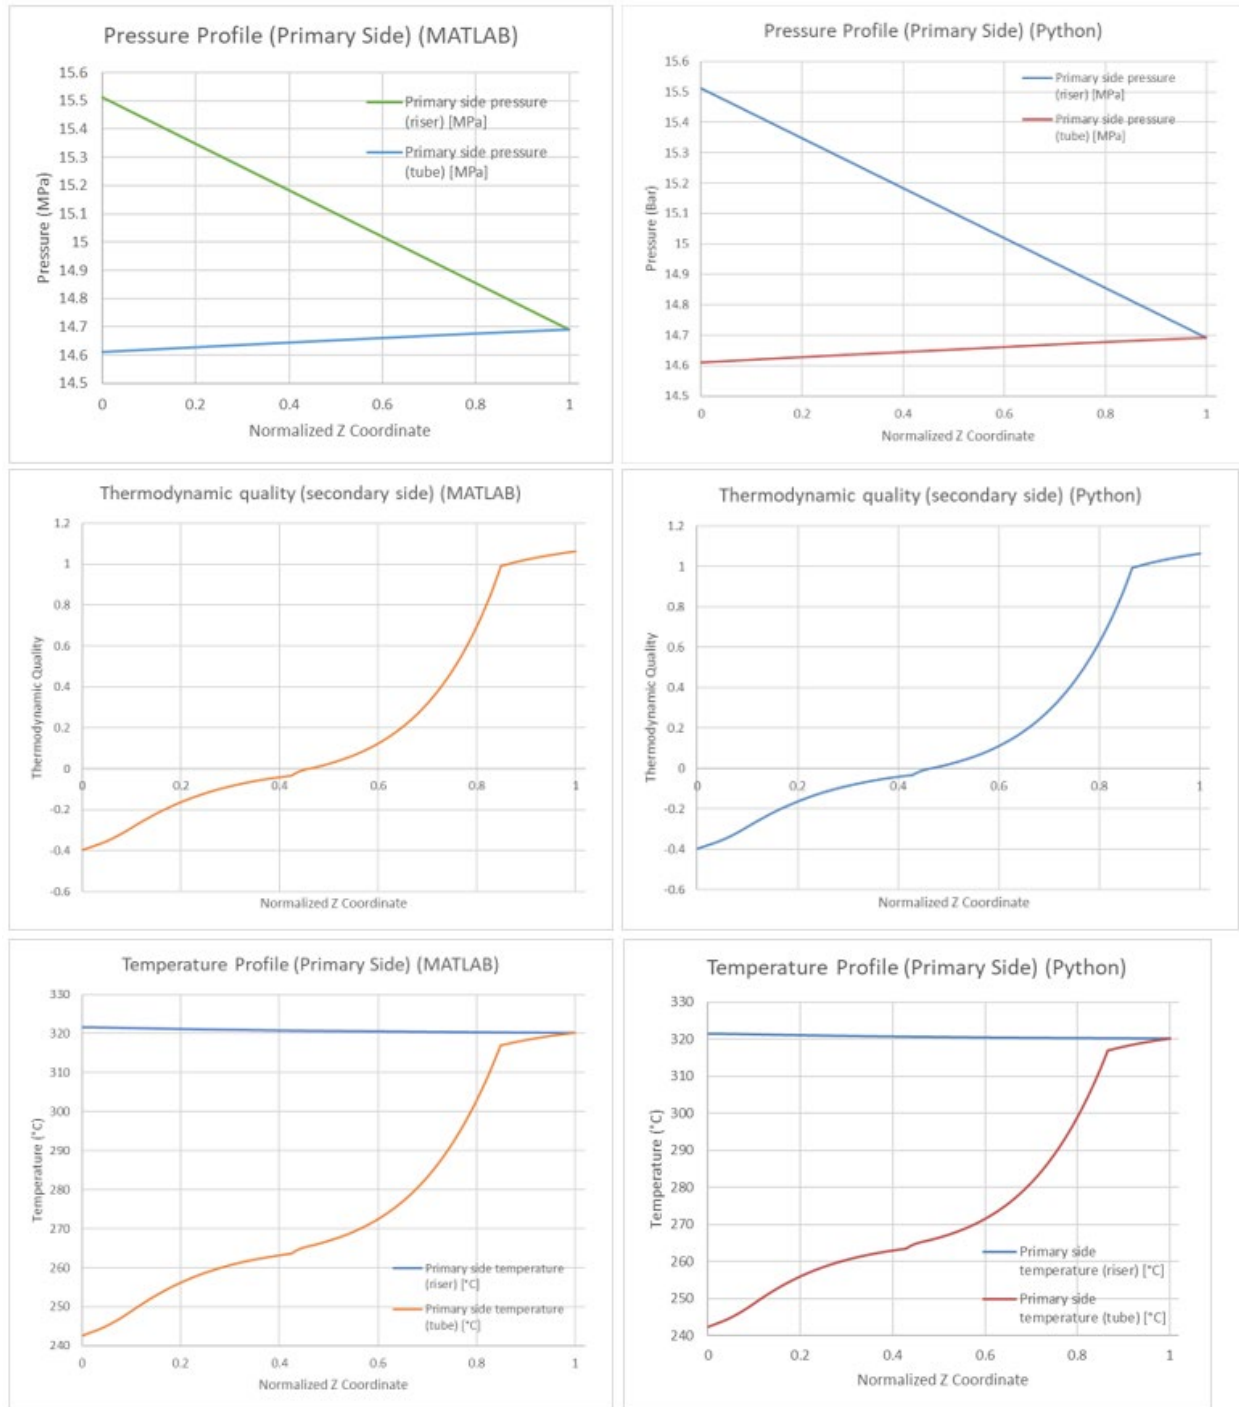 Pressure Profile (Primary Side) (MATLAB)
15.6
15.5
15.4
15.3
15.2
15.1
15
14.9
14.8
14.7
14.6
14.5
Pressure (MPa)
Primary side pressure
(riser) [MPa]
Primary side pressure
(tube) [MPa]
0 0.2 0.4 0.6 0.8 1
Normalized Z Coordinate
Pressure Profile (Primary Side) (Python)
15.6
15.5
15.4
15.3
15.2
15.1
15
14.9
14.8
14.7
14.6
14.5
Pressure (Bar)
Primary side pressure
(riser) [MPa]
Primary side pressure
(tube) [MPa]
0 0.2 0.4 0.6 0.8 1
Normalized Z Coordinate
Thermodynamic quality (secondary side) (MATLAB)
1.2
1
0.8
0.6
0.4
0.2
0
-0.2
-0.4
-0.6
Thermodynamic Quality
0 0.2 0.4 0.6 0.8 1
Normalized Z Coordinate
Thermodynamic quality (secondary side) (Python)
1.2
1
0.8
0.6
0.4
0.2
0
-0.2
-0.4
-0.6
Thermodynamic Quality
0 0.2 0.4 0.6 0.8 1
Normalized Z Coordinate
Temperature Profile (Primary Side) (MATLAB)
330
320
310
300
290
280
270
260
250
240
Temperature (°C)
Primary side temperature
(riser) [°C]
Primary side temperature
(tube) [°C]
0 0.2 0.4 0.6 0.8 1
Normalized Z Coordinate
Temperature Profile (Primary Side) (Python)
330
320
310
300
290
280
270
260
250
240
Temperature (°C)
Primary side
temperature (riser) [°C]
Primary side
temperature (tube) [°C]
0 0.2 0.4 0.6 0.8 1
Normalized Z Coordinate